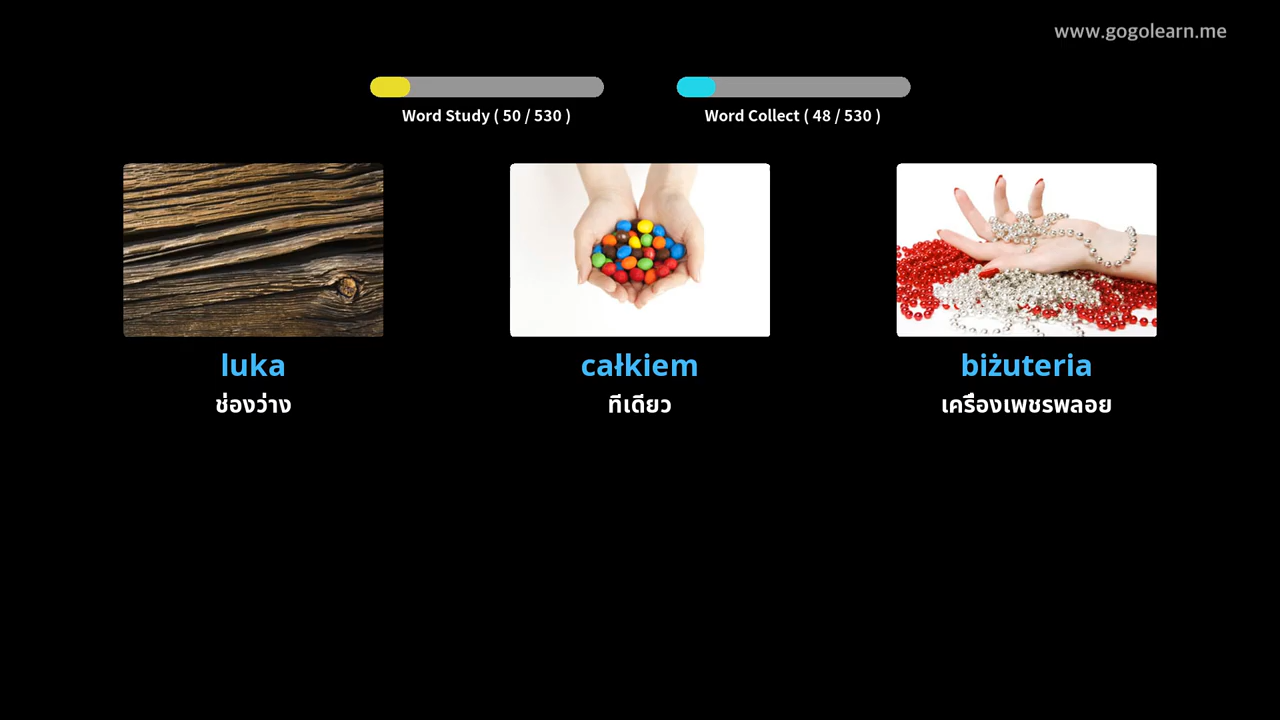 www.gogolearn.me
Word Study ( 50 / 530 )
Word Collect ( 48 / 530 )
luka
całkiem
biżuteria
ช่องว่าง
ทีเดียว
เครื่องเพชรพลอย